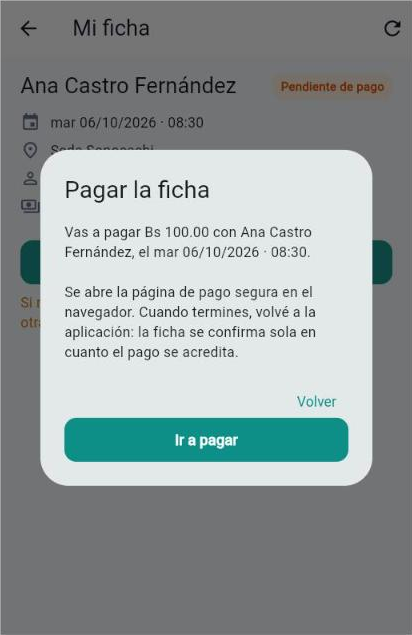 Mi ficha
Ana Castro Fernández
Pendiente de pago
mar 06/10/2026 · 08:30
Pagar la ficha
Vas a pagar Bs 100.00 con Ana Castro
Fernández, el mar 06/10/2026 · 08:30.
Se abre la página de pago segura en el
navegador. Cuando termines, volvé a la
aplicación: la ficha se confirma sola en
cuanto el pago se acredita.
Volver
Ir a pagar